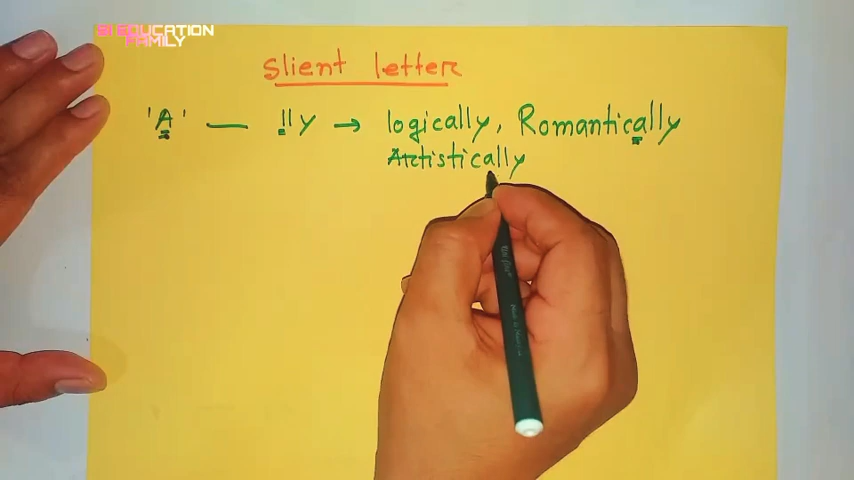 SI EDUCATION
FAMILY
Slient letter
'A' — lly → logically, Romantically
Artistically